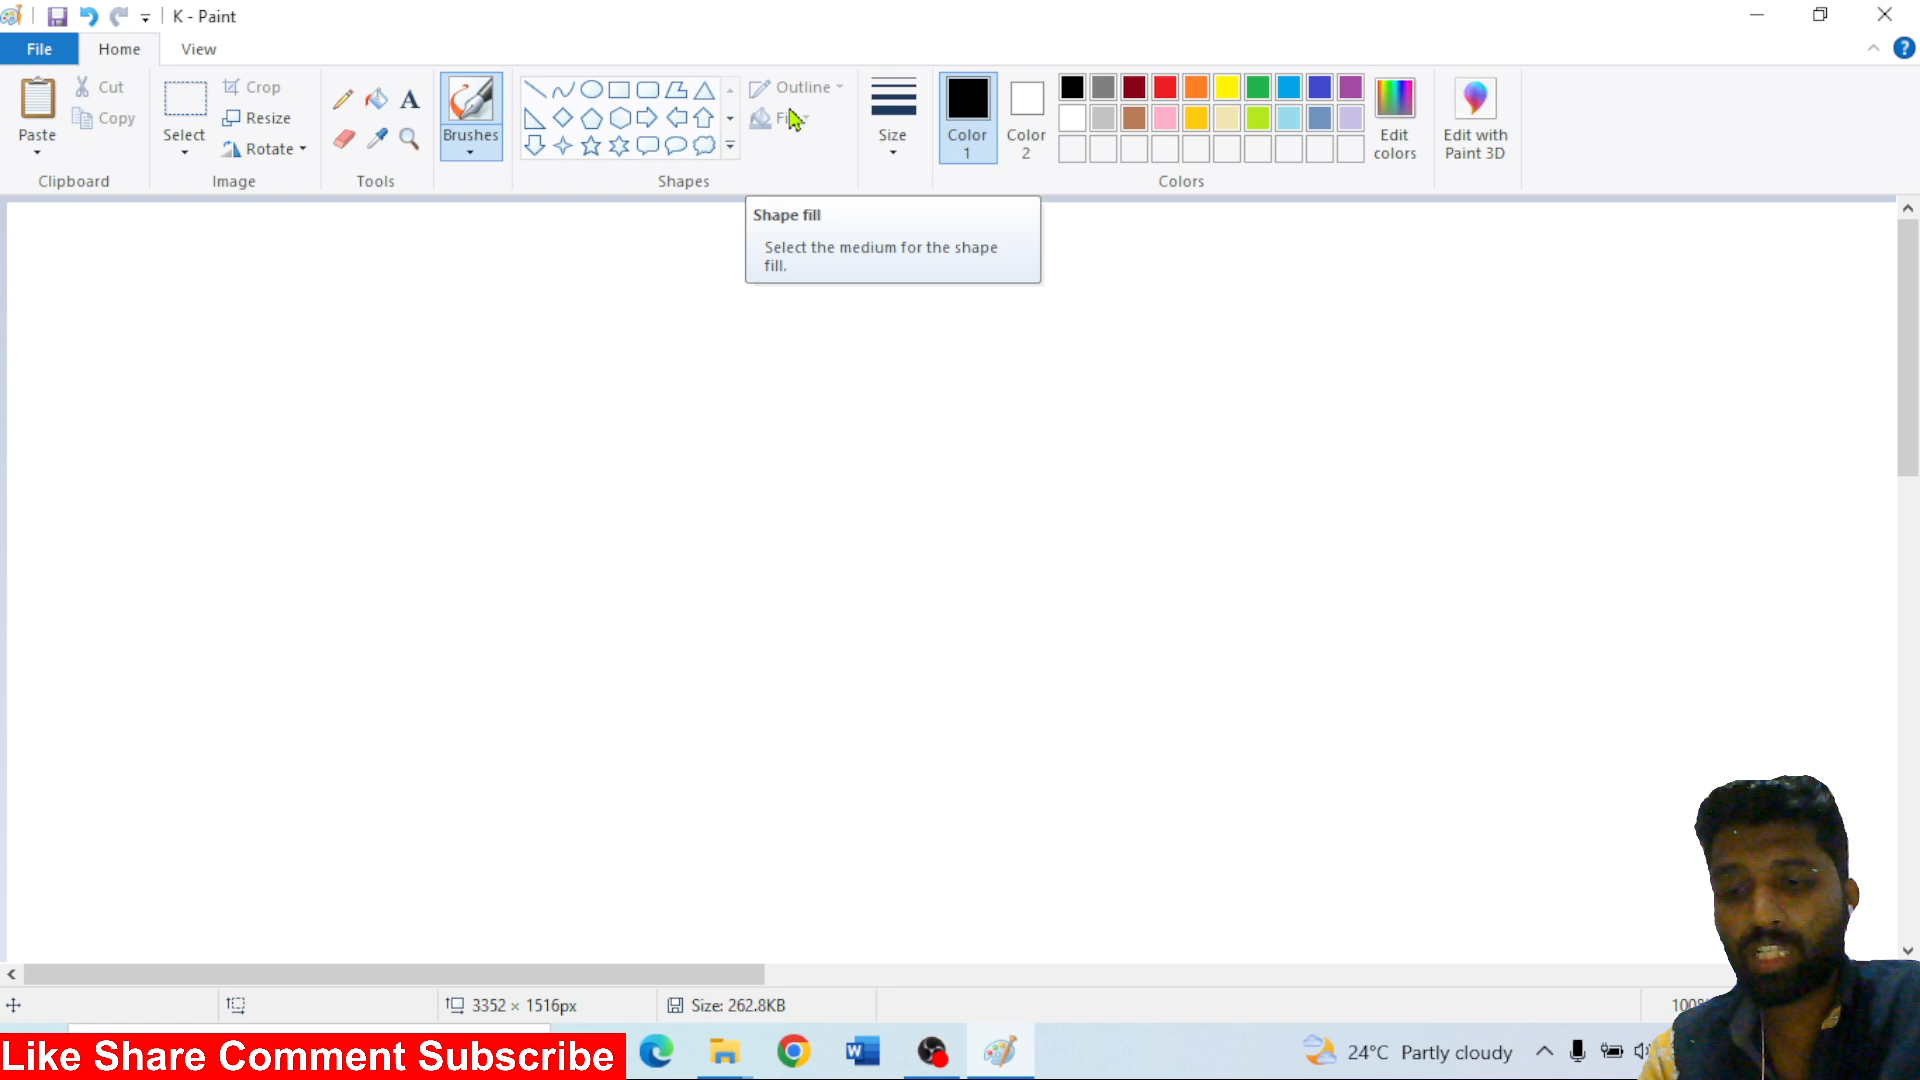 K - Paint
File Home View
Paste
Cut
Copy
Clipboard
Select
Crop
Resize
Rotate
Image
A
Tools
Brushes
Outline
Shapes
Size
Color
1
Color
2
Edit
colors
Colors
Edit with
Paint 3D
Shape fill
Select the medium for the shape
fill.
3352 × 1516px
Size: 262.8KB
Like Share Comment Subscribe
24°C Partly cloudy